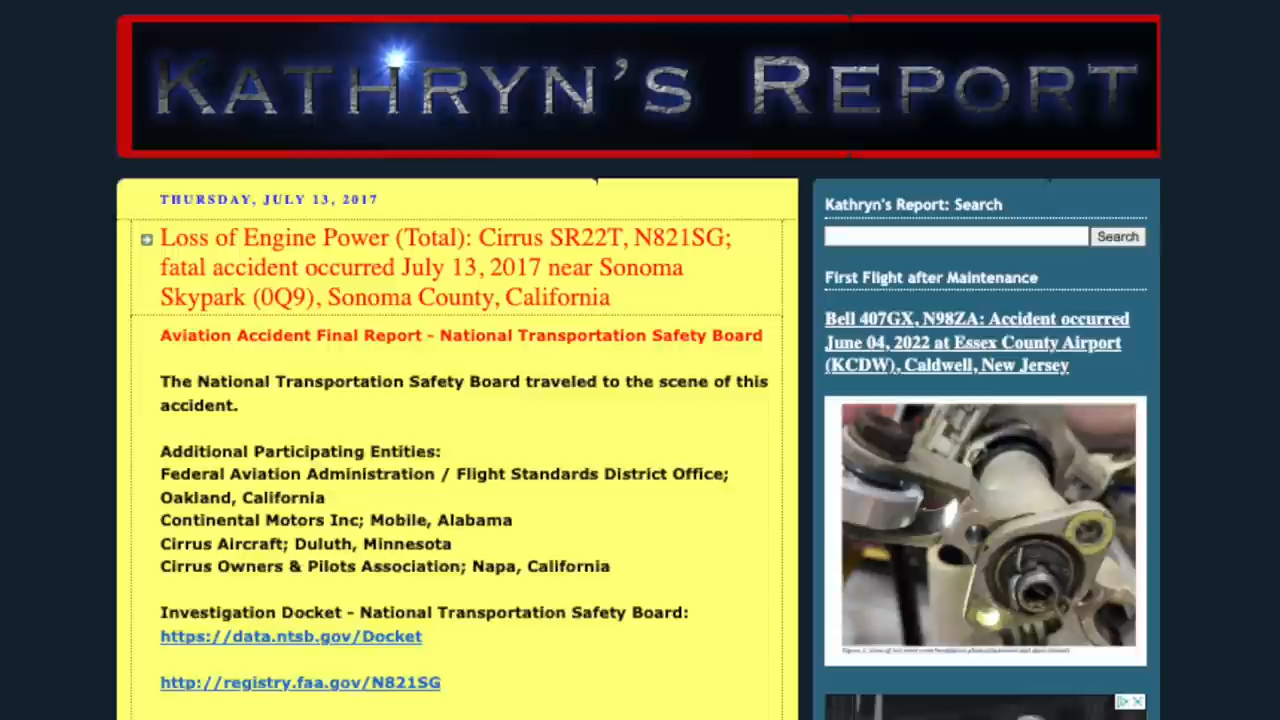 KATHRYN'S REPORT
THURSDAY, JULY 13, 2017
Loss of Engine Power (Total): Cirrus SR22T, N821SG;
fatal accident occurred July 13, 2017 near Sonoma
Skypark (0Q9), Sonoma County, California
Aviation Accident Final Report - National Transportation Safety Board
The National Transportation Safety Board traveled to the scene of this
accident.
Additional Participating Entities:
Federal Aviation Administration / Flight Standards District Office;
Oakland, California
Continental Motors Inc; Mobile, Alabama
Cirrus Aircraft; Duluth, Minnesota
Cirrus Owners & Pilots Association; Napa, California
Investigation Docket - National Transportation Safety Board:
https://data.ntsb.gov/Docket
http://registry.faa.gov/N821SG
Kathryn's Report: Search
Search
First Flight after Maintenance
Bell 407GX, N98ZA: Accident occurred
June 04, 2022 at Essex County Airport
(KCDW), Caldwell, New Jersey